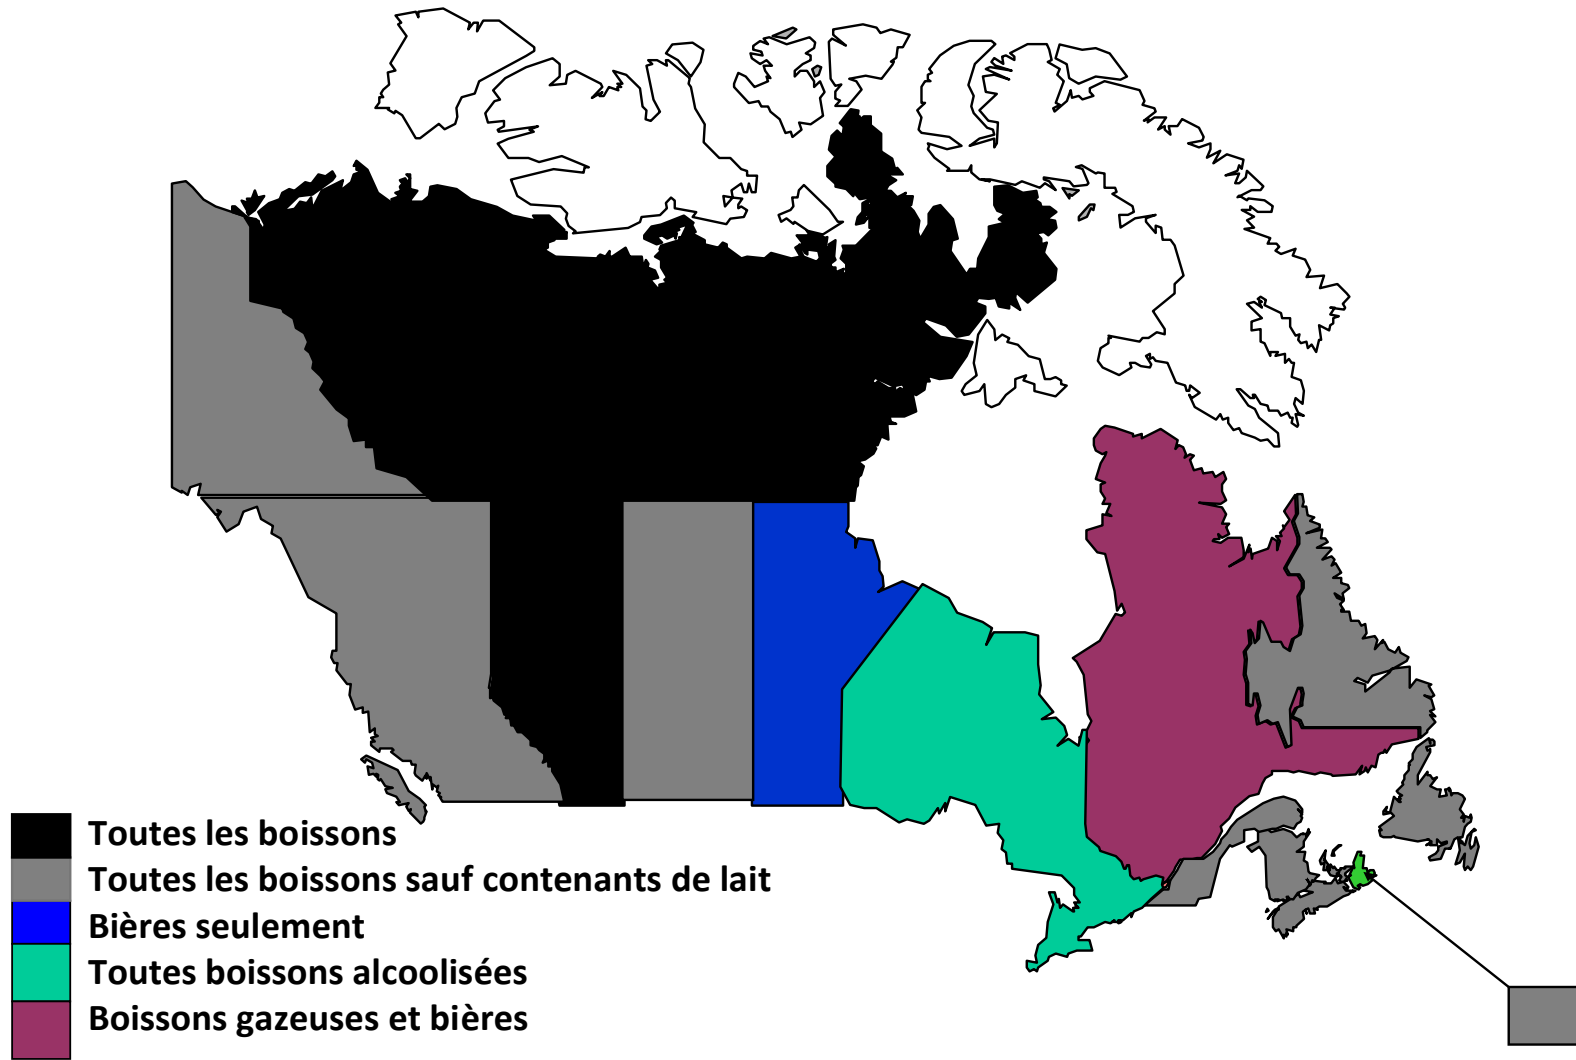 Toutes les boissons
Toutes les boissons sauf contenants de lait
Bières seulement
Toutes boissons alcoolisées
Boissons gazeuses et bières